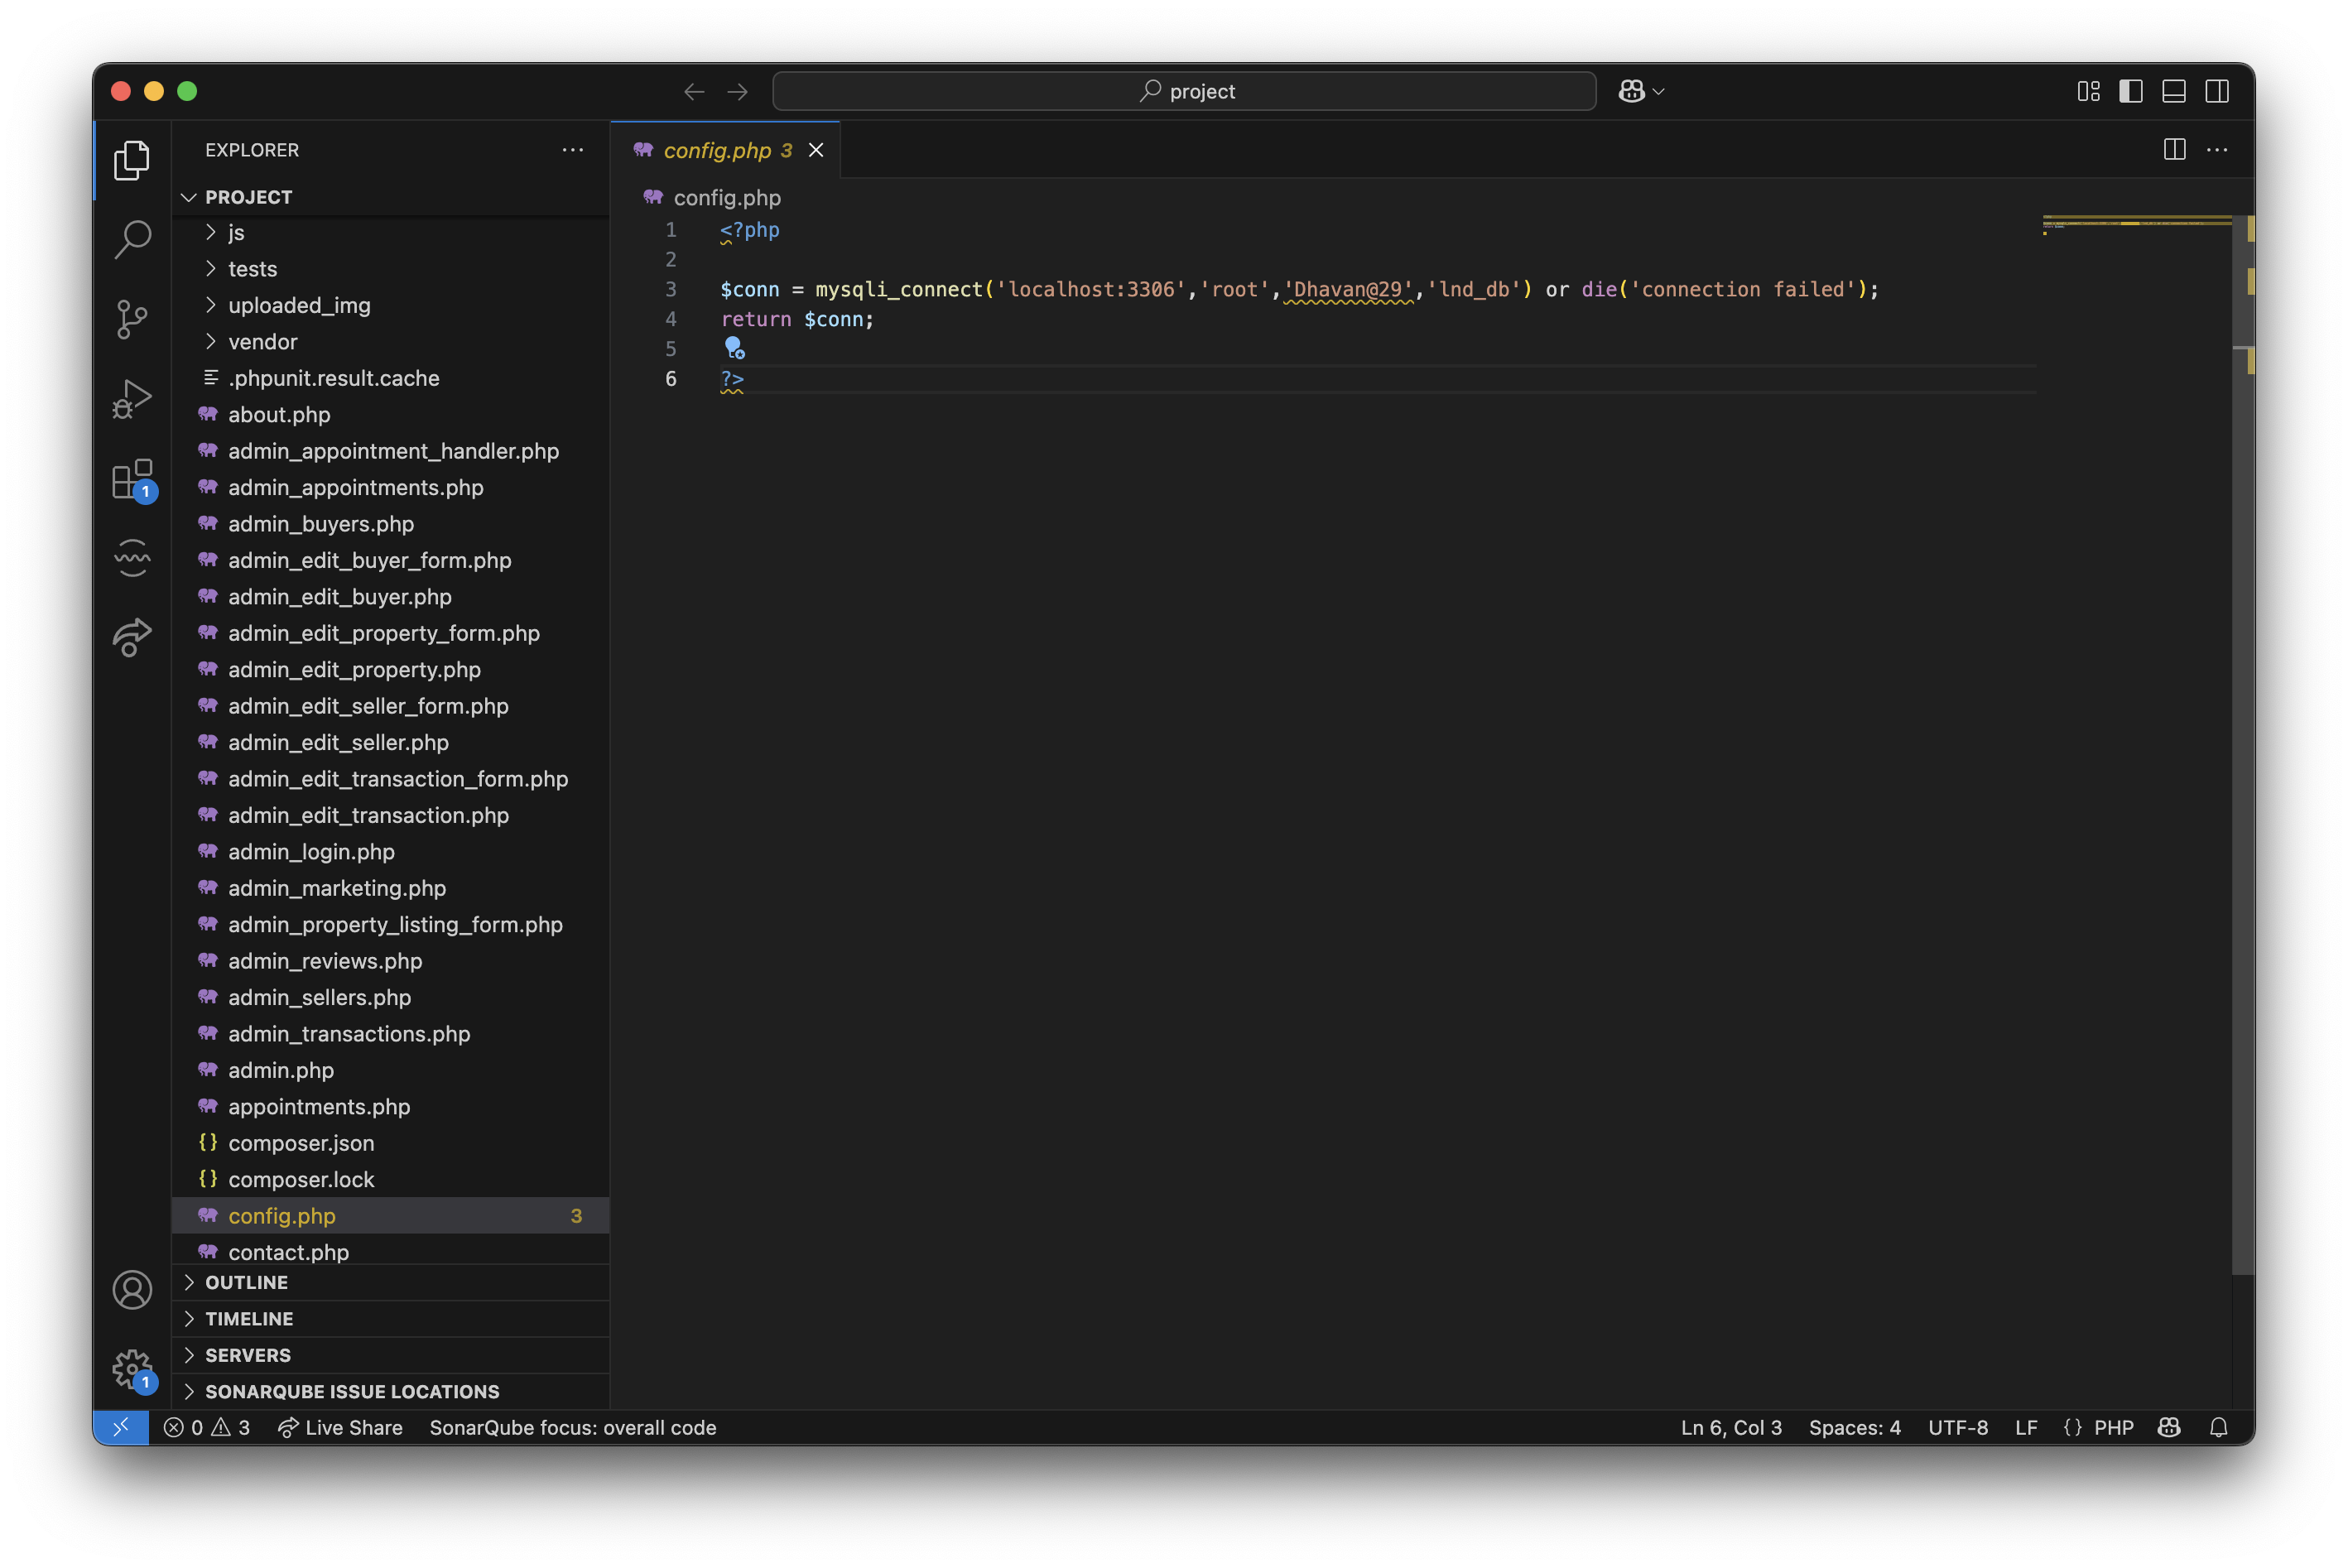 project
EXPLORER
PROJECT
js
tests
uploaded_img
vendor
.phpunit.result.cache
about.php
admin_appointment_handler.php
admin_appointments.php
admin_buyers.php
admin_edit_buyer_form.php
admin_edit_buyer.php
admin_edit_property_form.php
admin_edit_property.php
admin_edit_seller_form.php
admin_edit_seller.php
admin_edit_transaction_form.php
admin_edit_transaction.php
admin_login.php
admin_marketing.php
admin_property_listing_form.php
admin_reviews.php
admin_sellers.php
admin_transactions.php
admin.php
appointments.php
{} composer.json
{} composer.lock
config.php 3
contact.php
OUTLINE
TIMELINE
SERVERS
SONARQUBE ISSUE LOCATIONS
1
1
config.php 3
config.php
1 <?php
2
3 $conn = mysqli_connect('localhost:3306','root','Dhavan@29','lnd_db') or die('connection failed');
4 return $conn;
5
6 ?>
0 3 Live Share SonarQube focus: overall code Ln 6, Col 3 Spaces: 4 UTF-8 LF {} PHP